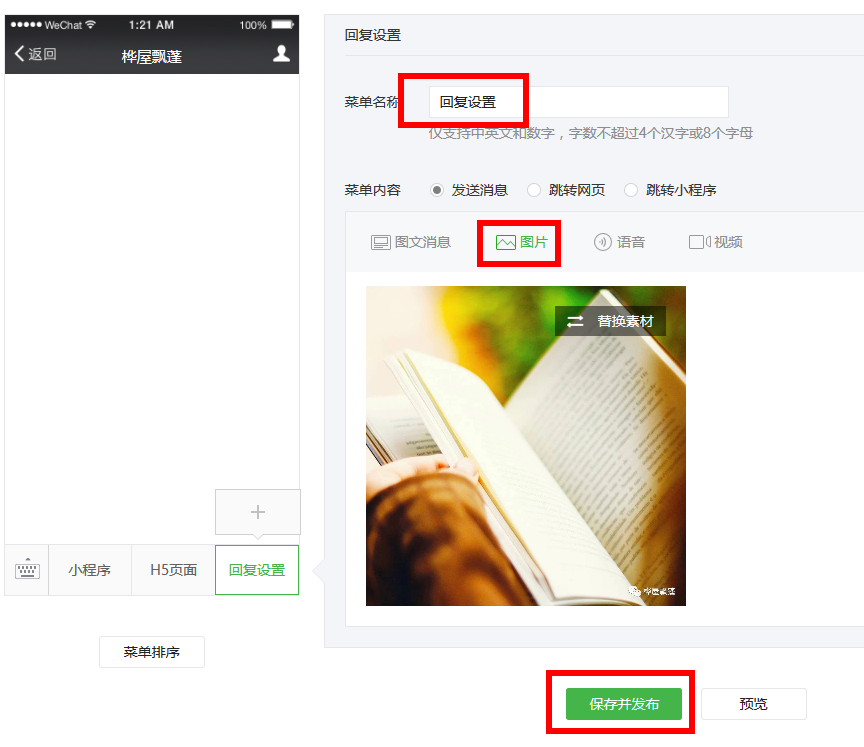 WeChat 1:21 AM 100%
返回 桦屋飘蓬
小程序 H5页面 回复设置
菜单排序
回复设置
菜单名称 回复设置
仅支持中英文和数字，字数不超过4个汉字或8个字母
菜单内容 发送消息 跳转网页 跳转小程序
图文消息 图片 语音 视频
替换素材
桦屋飘蓬
保存并发布 预览